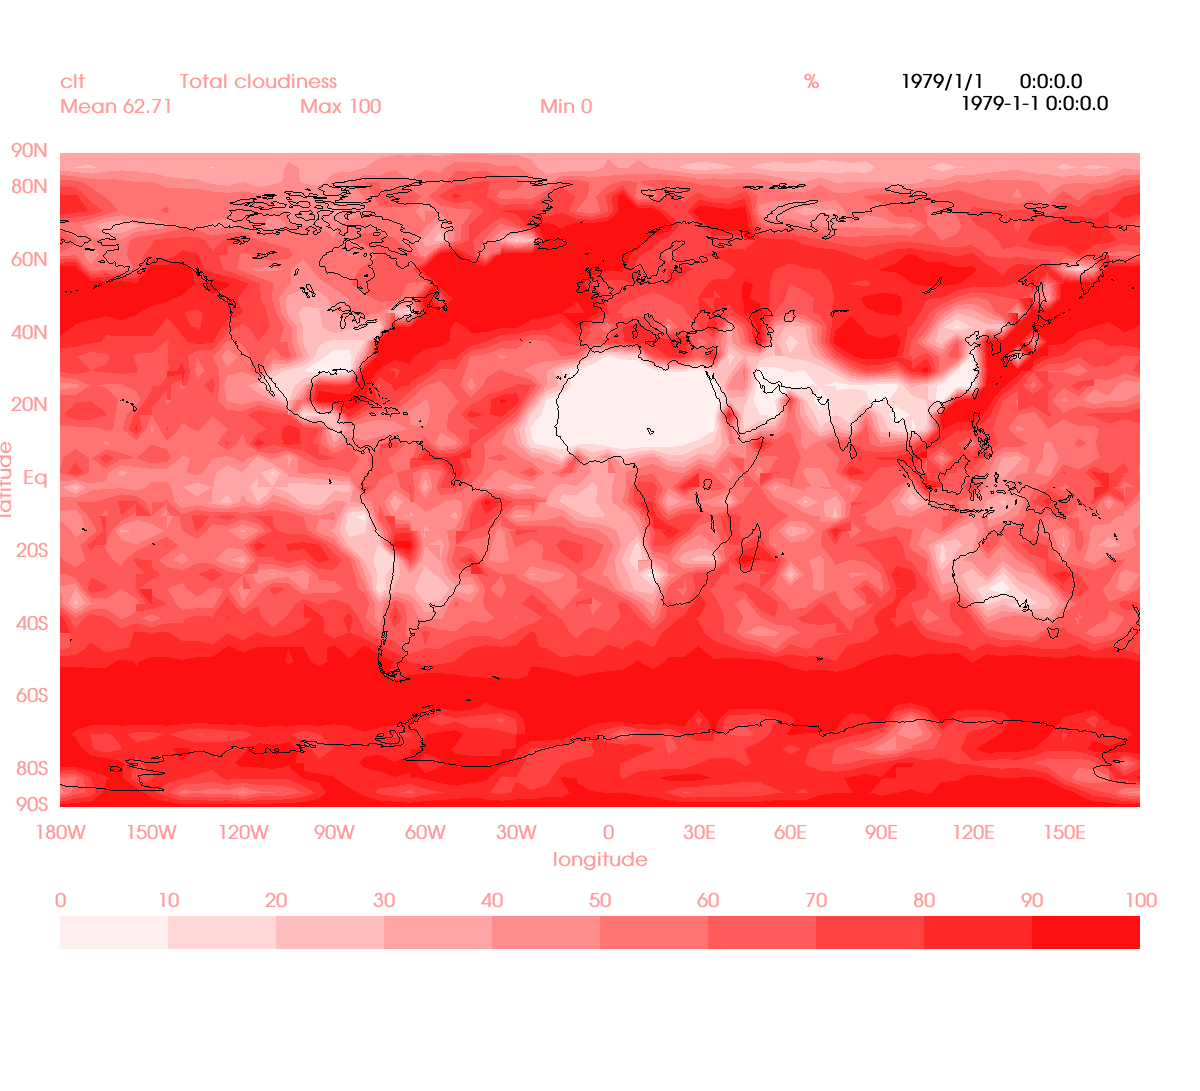 clt Total cloudiness % 1979/1/1 0:0:0.0
Mean 62.71 Max 100 Min 0 1979-1-1 0:0:0.0
90N
80N
60N
40N
20N
Eq
20S
40S
60S
80S
90S
latitude
180W 150W 120W 90W 60W 30W 0 30E 60E 90E 120E 150E
longitude
0 10 20 30 40 50 60 70 80 90 100